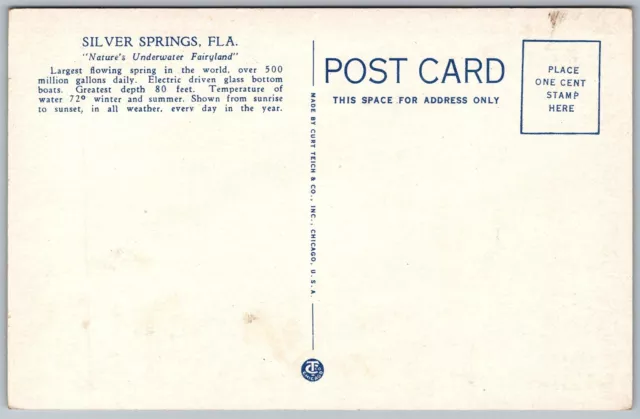 SILVER SPRINGS, FLA.
"Nature's Underwater Fairyland"
Largest flowing spring in the world, over 500
million gallons daily. Electric driven glass bottom
boats. Greatest depth 80 feet. Temperature of
water 72º winter and summer. Shown from sunrise
to sunset, in all weather, every day in the year.
MADE BY CURT TEICH & CO., INC., CHICAGO, U.S.A.
POST CARD
THIS SPACE FOR ADDRESS ONLY
PLACE
ONE CENT
STAMP
HERE
CHICAGO